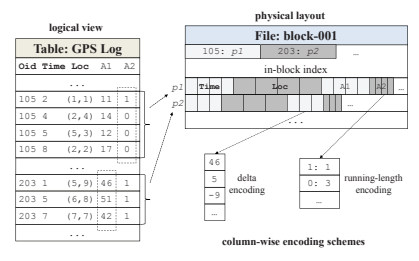 logical view
Table: GPS Log
Oid Time Loc A1 A2
...
105 2 (1,1) 11 1
105 4 (2,4) 14 0
105 5 (5,3) 12 0
105 8 (2,2) 17 0
...
203 1 (5,9) 46 1
203 5 (6,8) 51 1
203 7 (7,7) 42 1
...
physical layout
File: block-001
105: p1 203: p2 ...
in-block index
p1 Time Loc A1 A2
p2 ...
...
46
5
-9
...
delta
encoding
1: 1
0: 3
...
running-length
encoding
column-wise encoding schemes